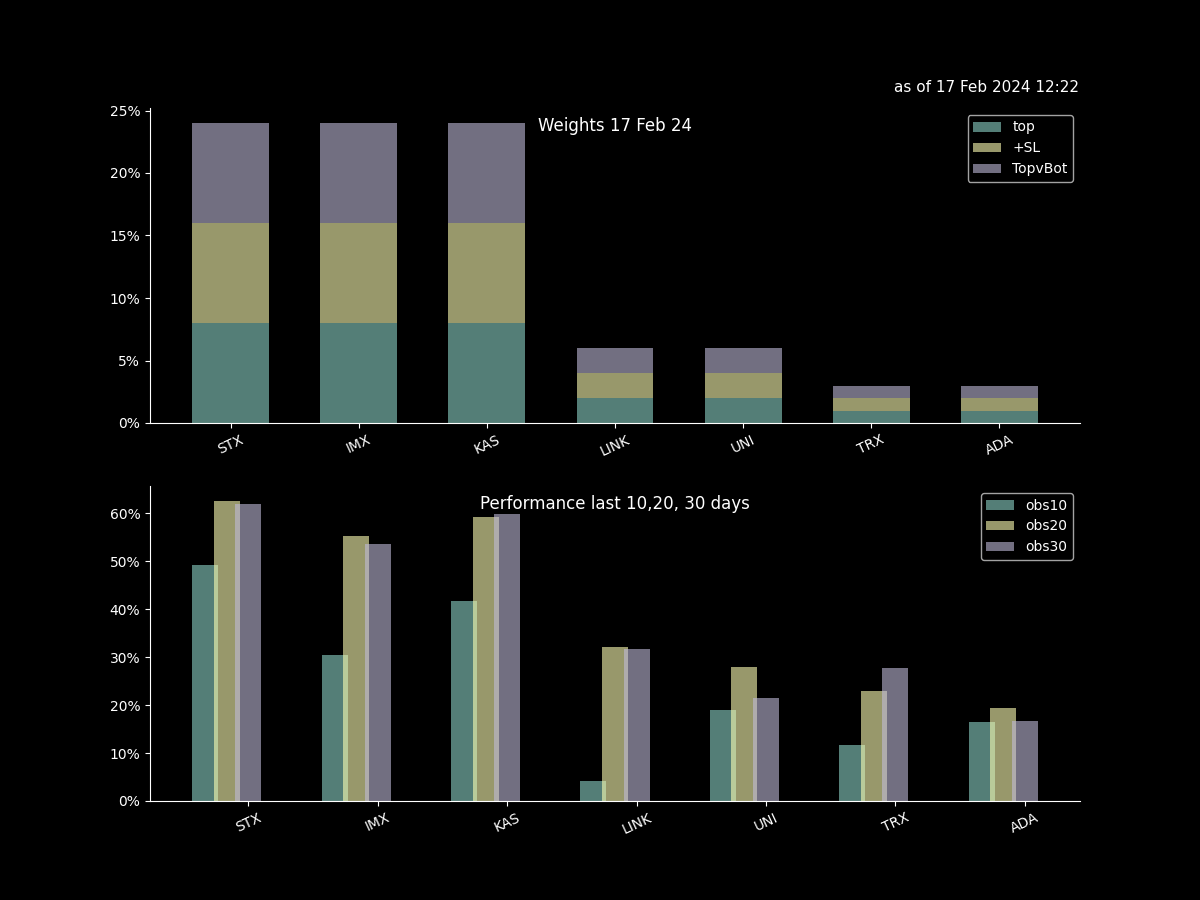 as of 17 Feb 2024 12:22
Weights 17 Feb 24
top
+SL
TopvBot
25%
20%
15%
10%
5%
0%
STX IMX KAS LINK UNI TRX ADA
Performance last 10,20, 30 days
obs10
obs20
obs30
60%
50%
40%
30%
20%
10%
0%
STX IMX KAS LINK UNI TRX ADA